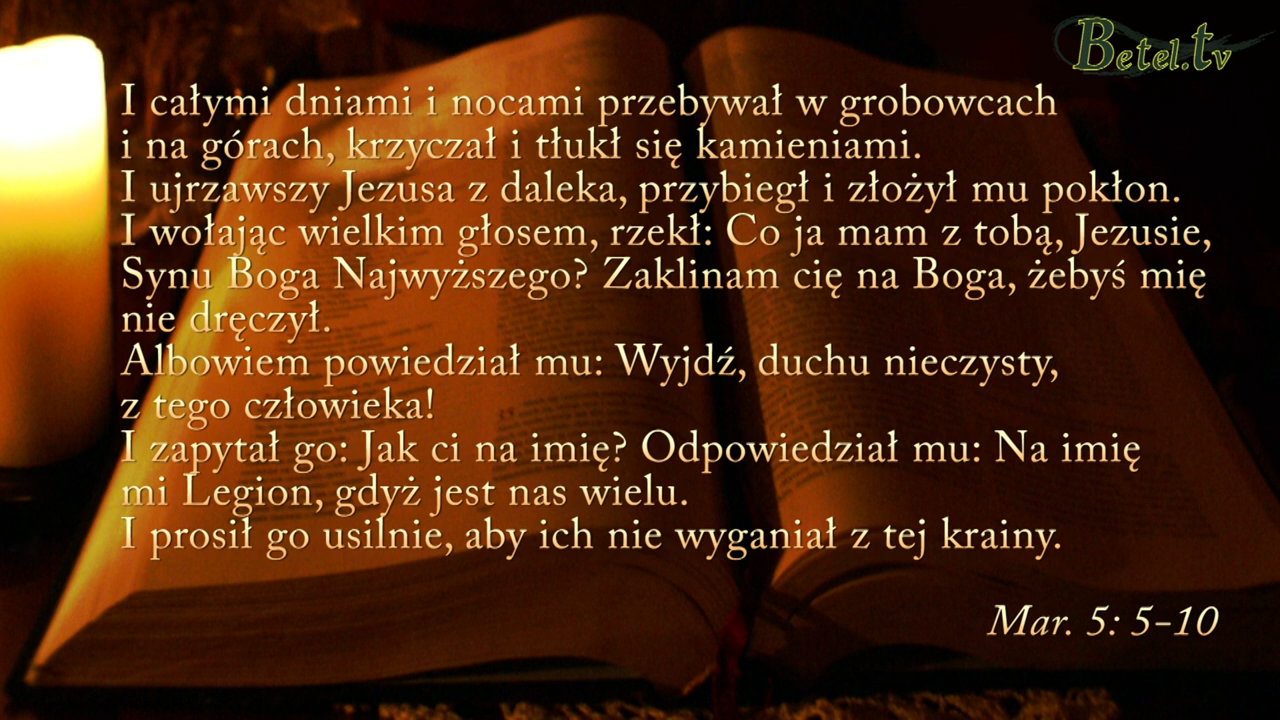 Betel.tv
I całymi dniami i nocami przebywał w grobowcach
i na górach, krzyczał i tłukł się kamieniami.
I ujrzawszy Jezusa z daleka, przybiegł i złożył mu pokłon.
I wołając wielkim głosem, rzekł: Co ja mam z tobą, Jezusie,
Synu Boga Najwyższego? Zaklinam cię na Boga, żebyś mię
nie dręczył.
Albowiem powiedział mu: Wyjdź, duchu nieczysty,
z tego człowieka!
I zapytał go: Jak ci na imię? Odpowiedział mu: Na imię
mi Legion, gdyż jest nas wielu.
I prosił go usilnie, aby ich nie wyganiał z tej krainy.
Mar. 5: 5-10